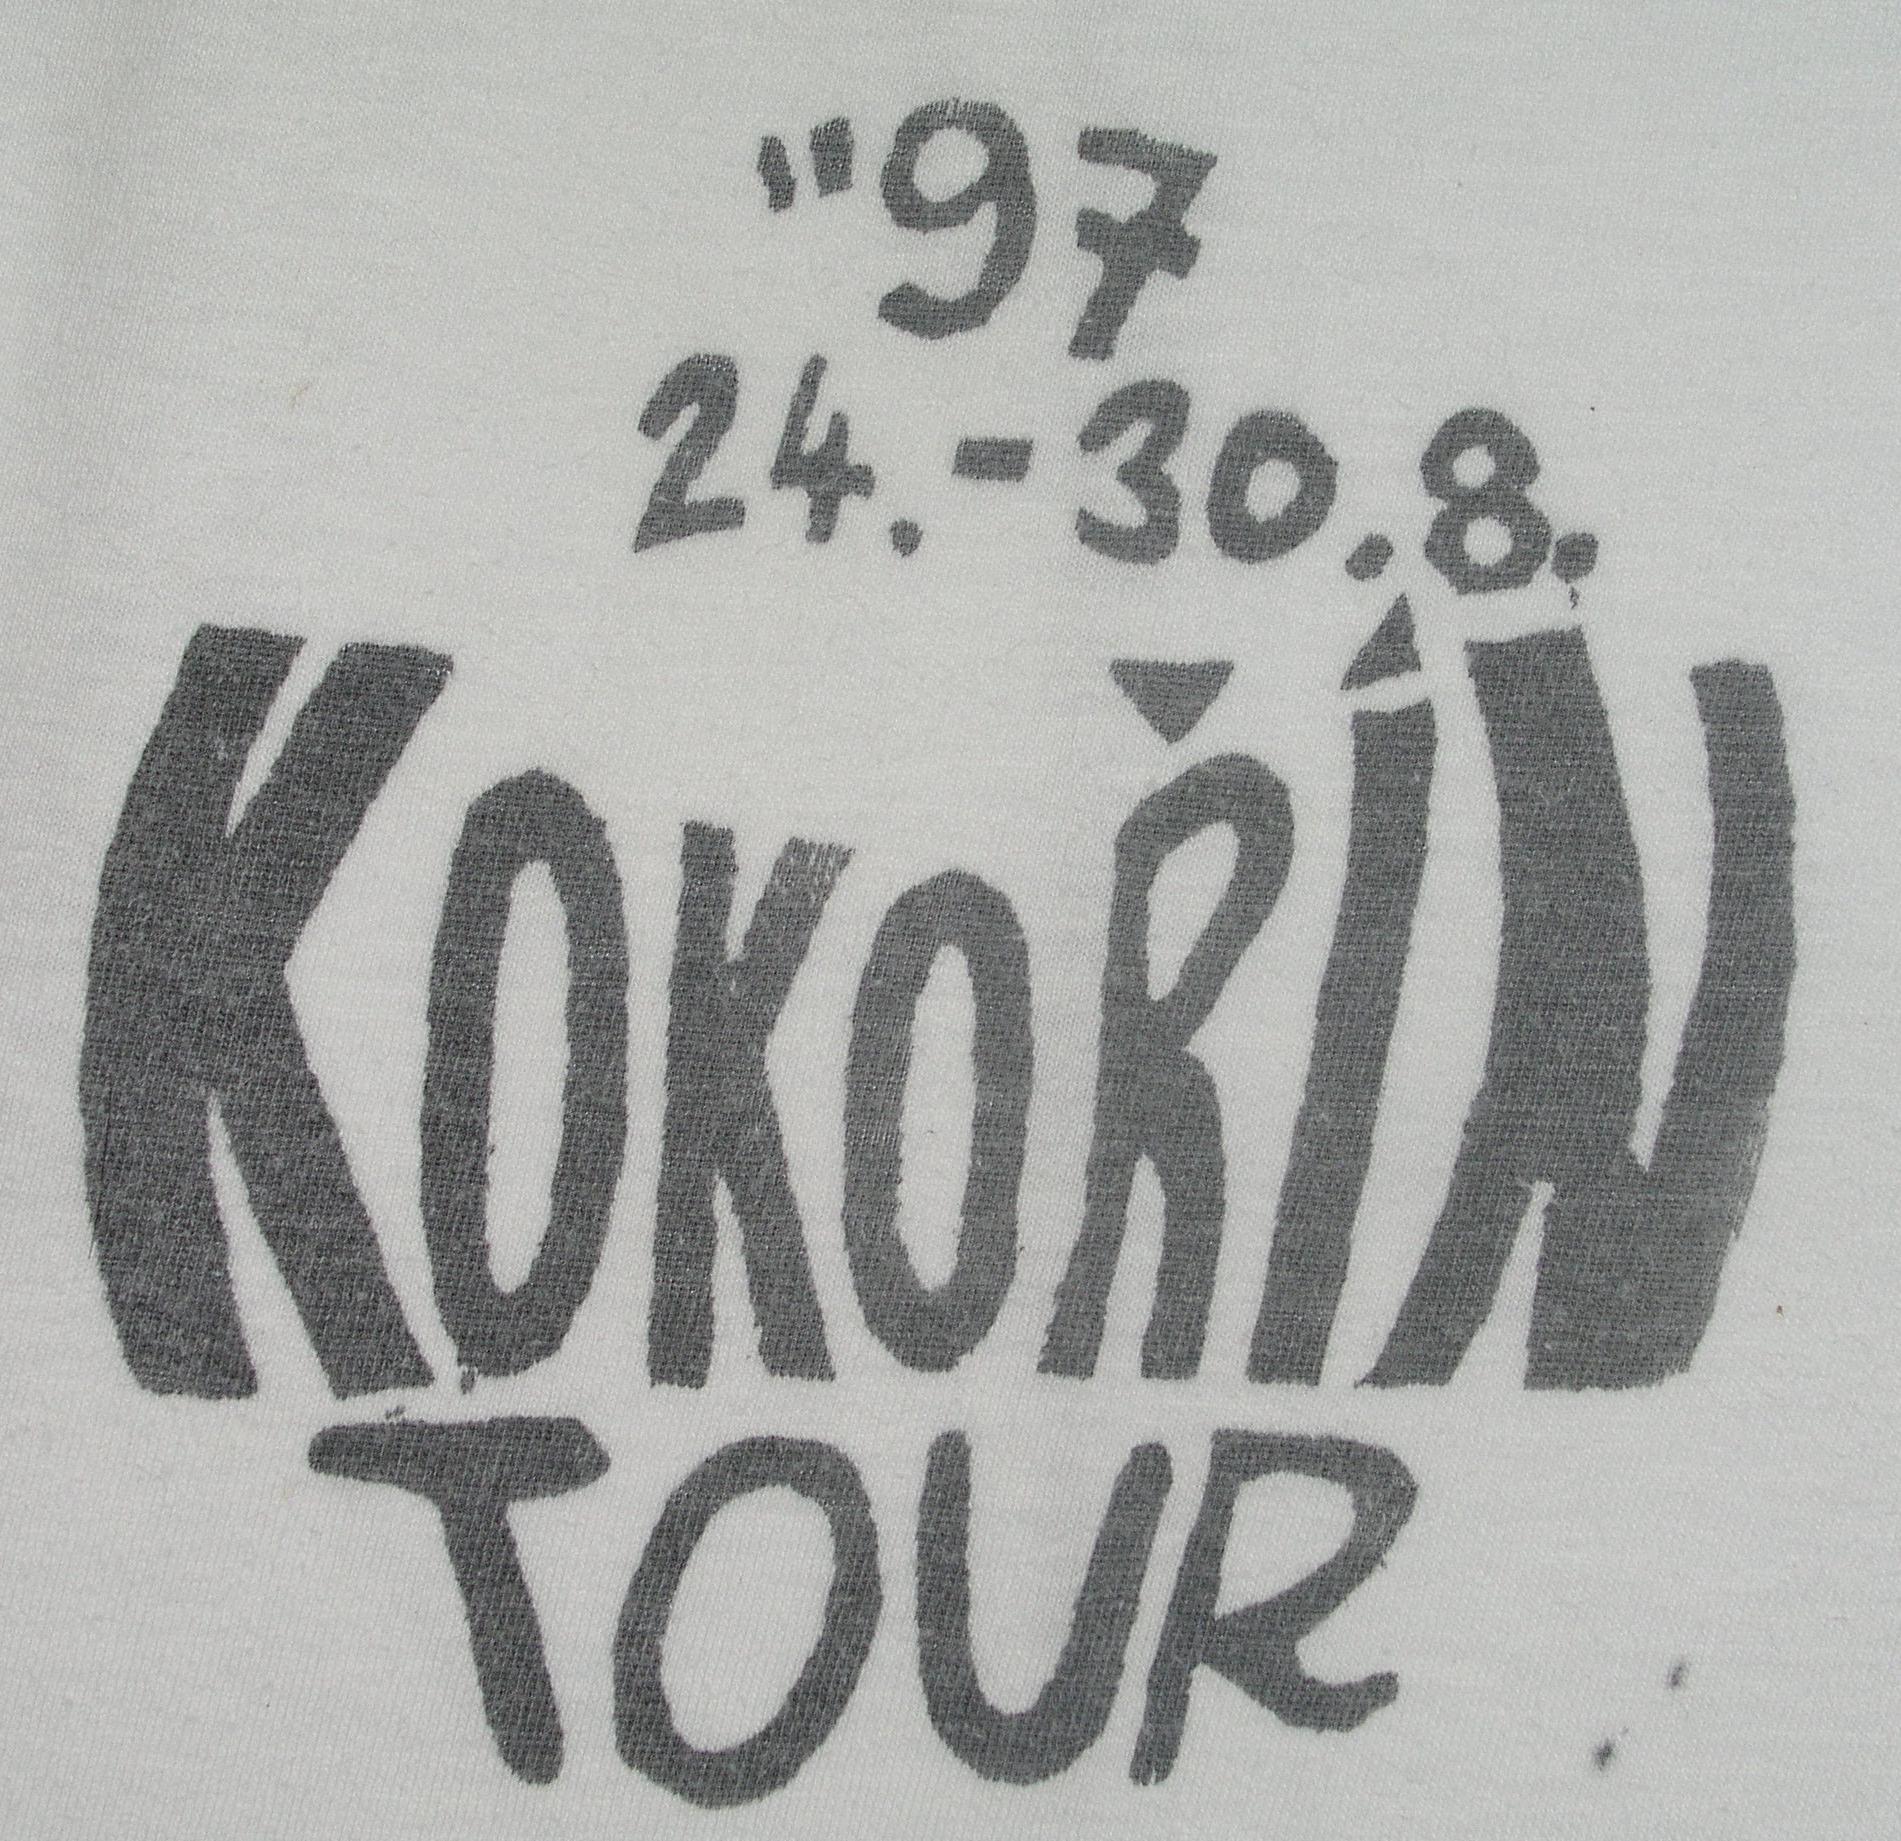 "97
24.-30.8.
KOKOŘÍN
TOUR